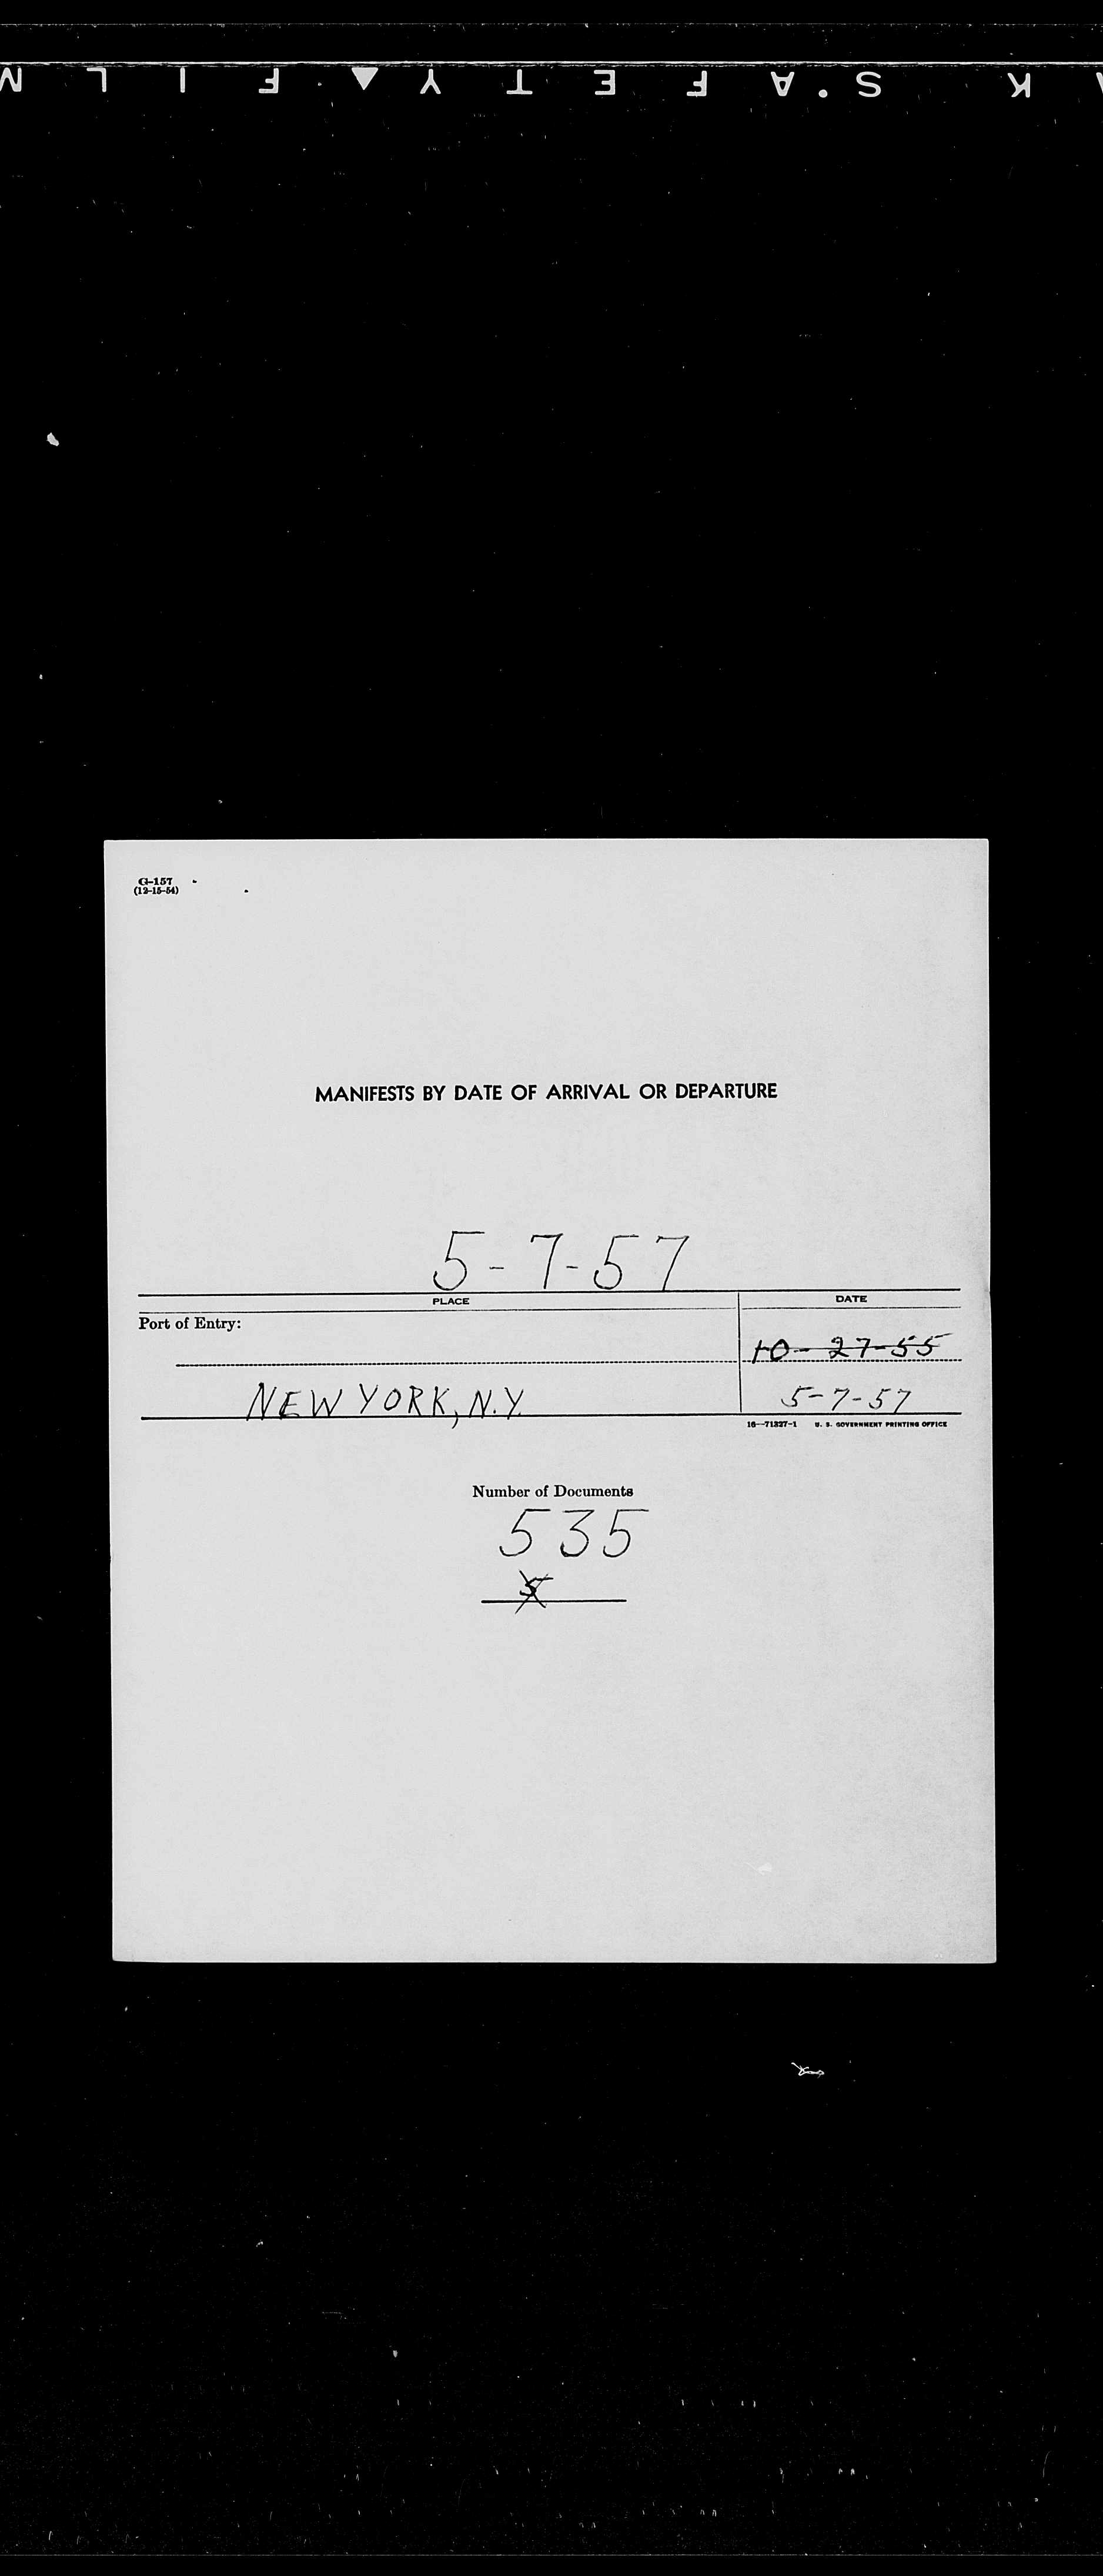 K S.A F E T Y ▲ F I L M
G-157
(12-15-54)
MANIFESTS BY DATE OF ARRIVAL OR DEPARTURE
5-7-57
PLACE DATE
Port of Entry:
10-27-55
NEW YORK, N.Y. 5-7-57
16—71327-1 U. S. GOVERNMENT PRINTING OFFICE
Number of Documents
535
5